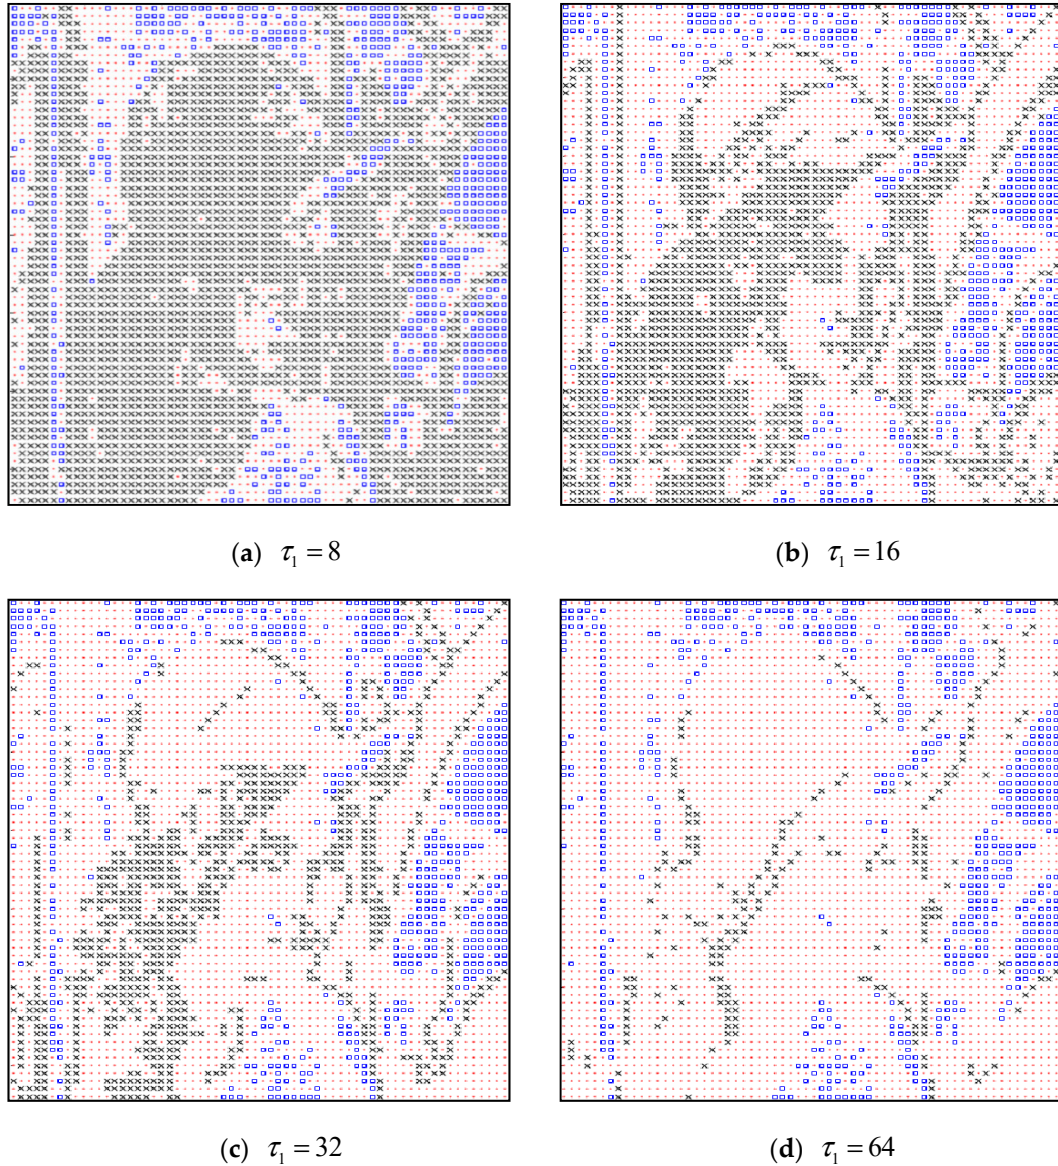 (a) τ₁ = 8
(b) τ₁ = 16
(c) τ₁ = 32
(d) τ₁ = 64